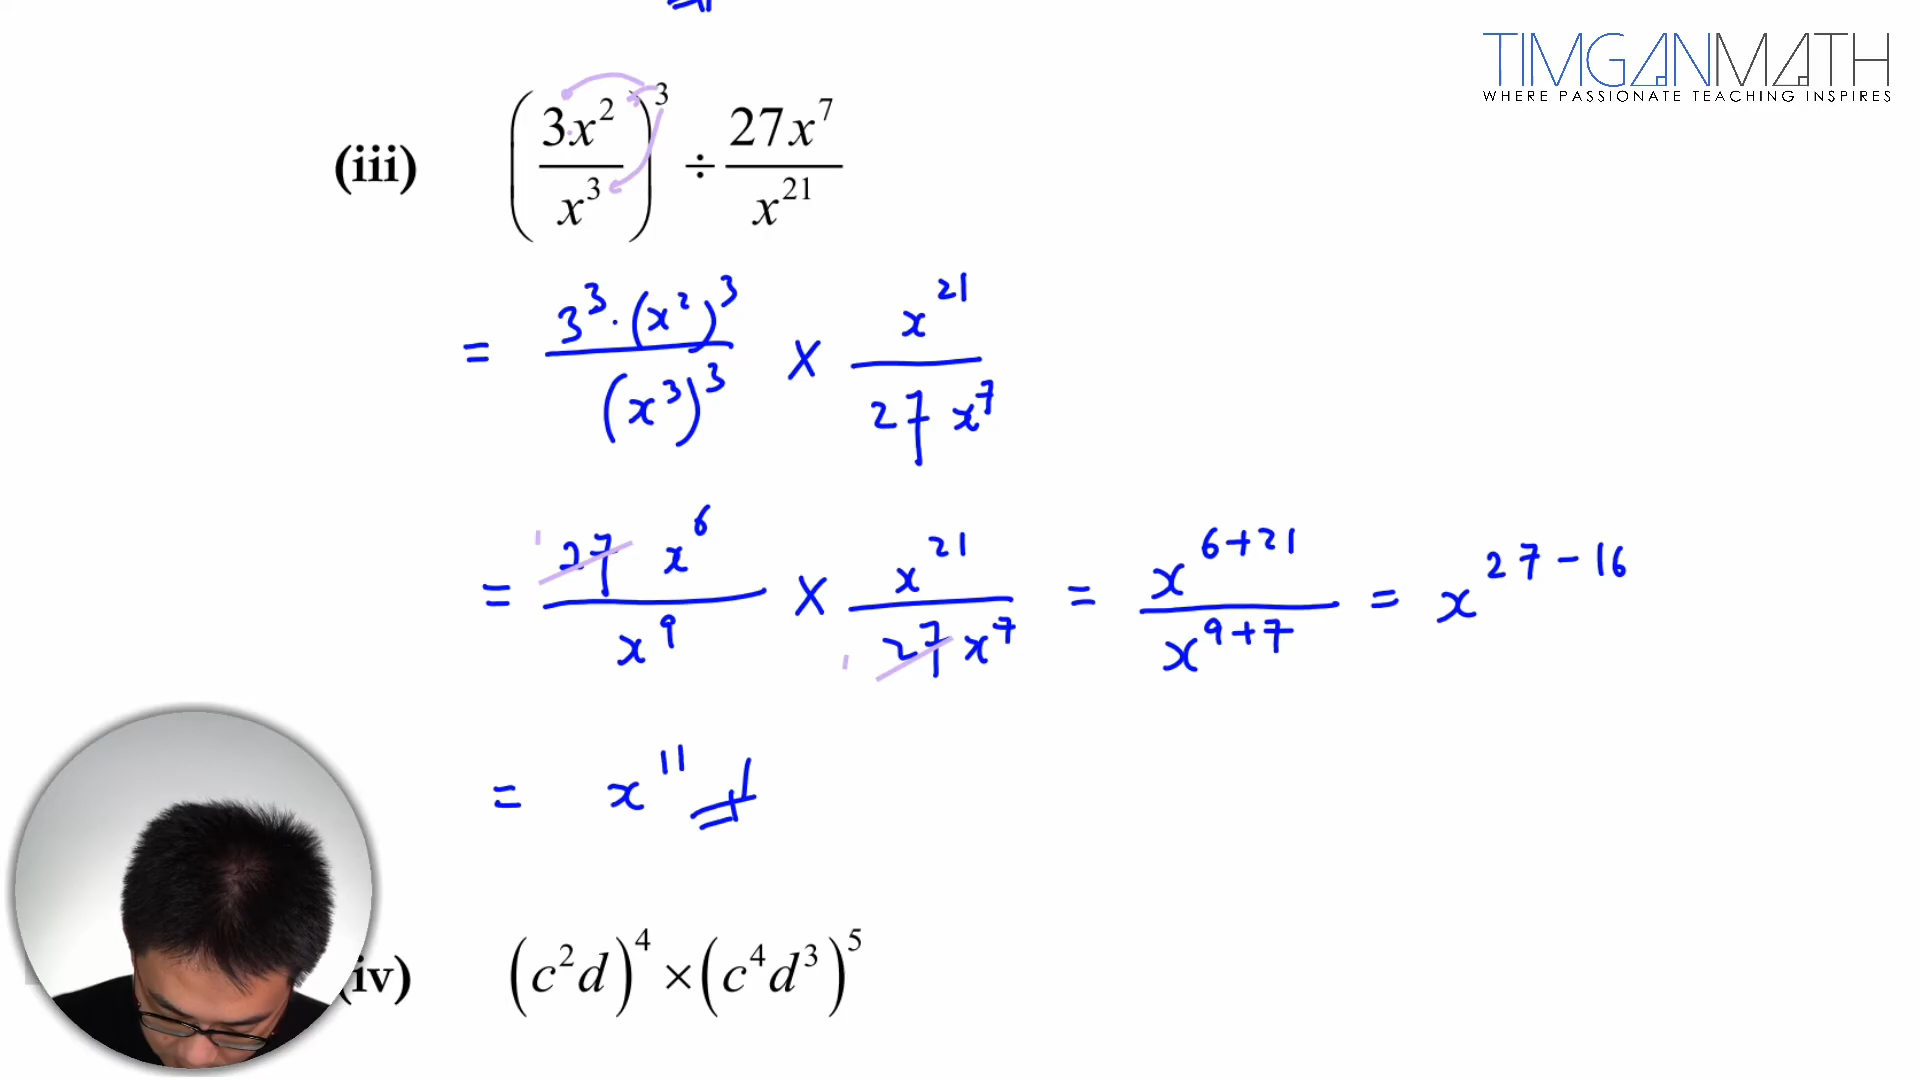 TIMGANMATH
WHERE PASSIONATE TEACHING INSPIRES
(iii) (3x²/x³)³ ÷ 27x⁷/x²¹
= 3³·(x²)³/(x³)³ × x²¹/27x⁷
= 27x⁶/x⁹ × x²¹/27x⁷ = x⁶⁺²¹/x⁹⁺⁷ = x²⁷⁻¹⁶
= x¹¹
iv) (c²d)⁴ × (c⁴d³)⁵